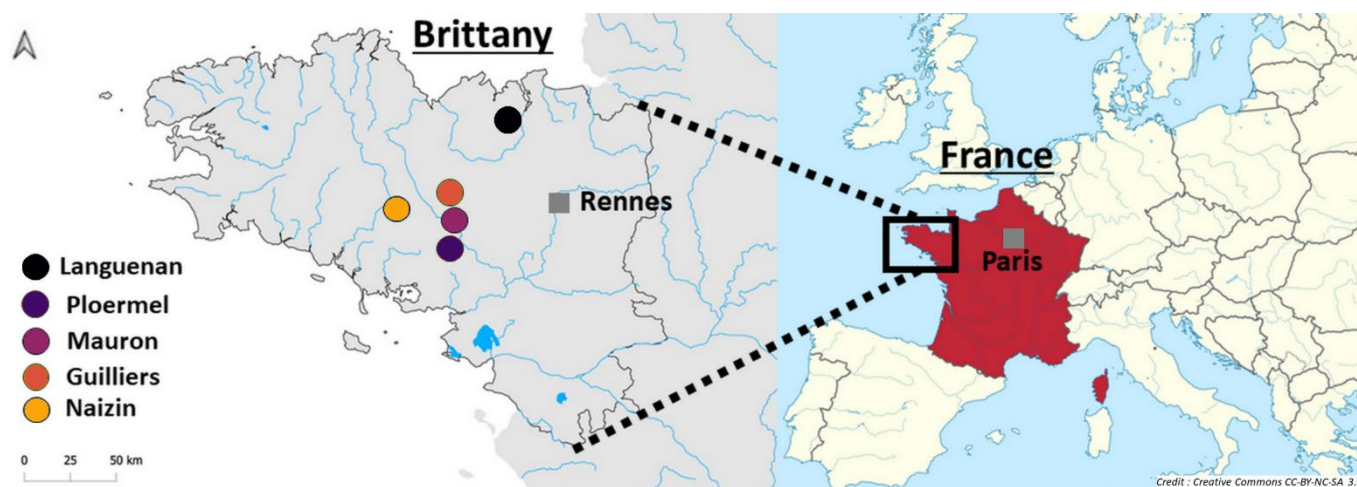 Brittany
Rennes
Languenan
Ploermel
Mauron
Guilliers
Naizin
0 25 50 km
France
Paris
Credit : Creative Commons CC-BY-NC-SA 3.